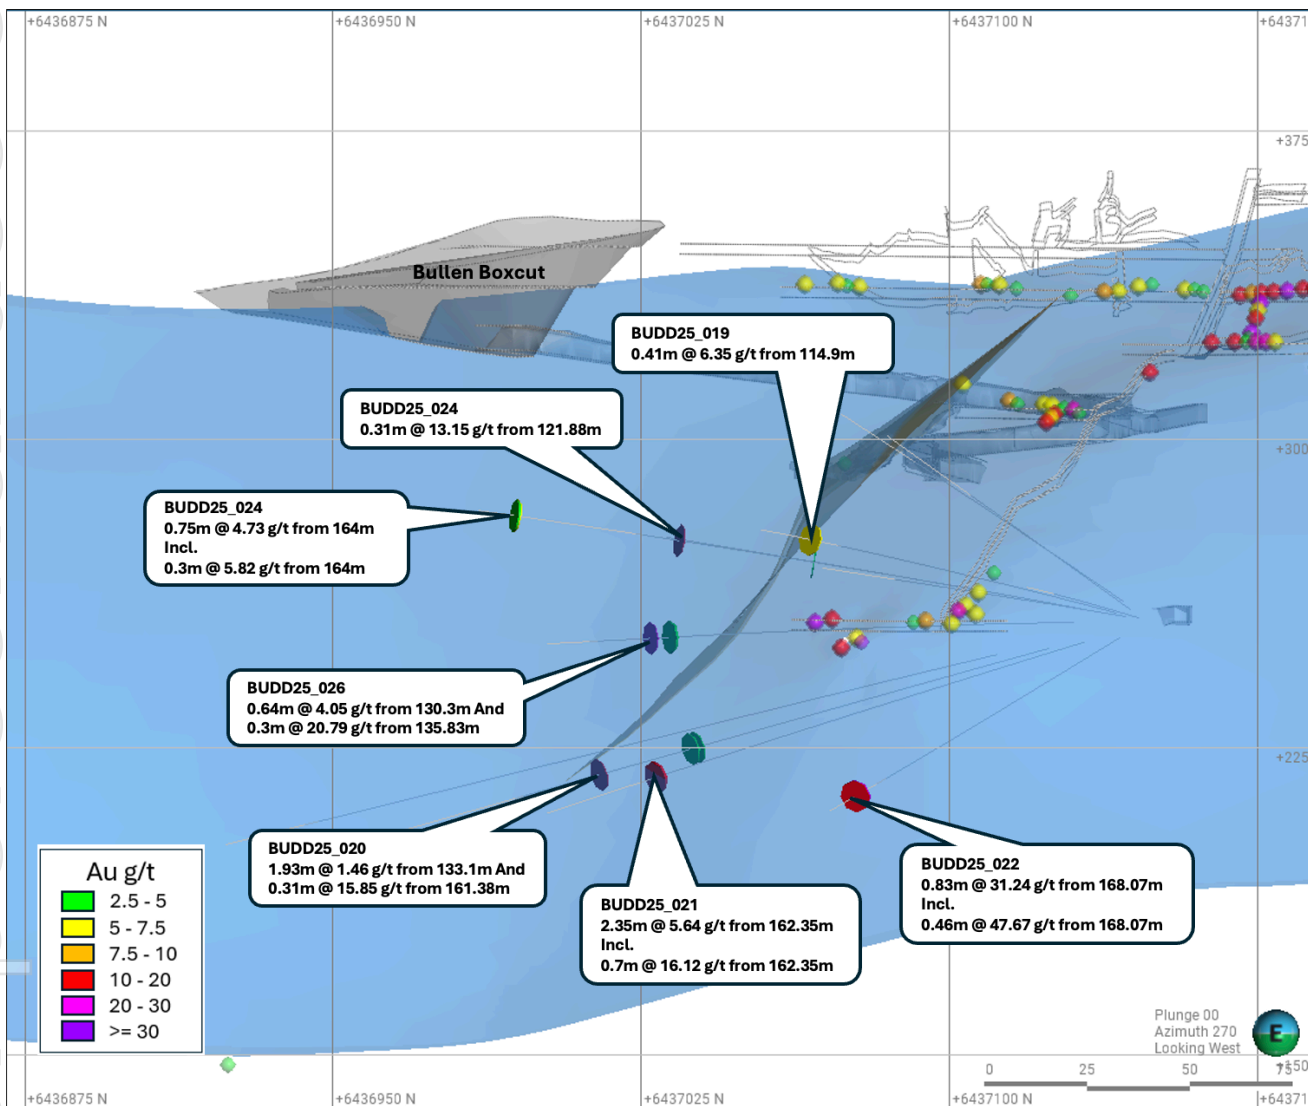 +6436875 N
+6436950 N
+6437025 N
+6437100 N
+64371
+375
Bullen Boxcut
BUDD25_019
0.41m @ 6.35 g/t from 114.9m
BUDD25_024
0.31m @ 13.15 g/t from 121.88m
+300
BUDD25_024
0.75m @ 4.73 g/t from 164m
Incl.
0.3m @ 5.82 g/t from 164m
BUDD25_026
0.64m @ 4.05 g/t from 130.3m And
0.3m @ 20.79 g/t from 135.83m
+225
BUDD25_020
1.93m @ 1.46 g/t from 133.1m And
0.31m @ 15.85 g/t from 161.38m
BUDD25_021
2.35m @ 5.64 g/t from 162.35m
Incl.
0.7m @ 16.12 g/t from 162.35m
BUDD25_022
0.83m @ 31.24 g/t from 168.07m
Incl.
0.46m @ 47.67 g/t from 168.07m
Au g/t
2.5 - 5
5 - 7.5
7.5 - 10
10 - 20
20 - 30
>= 30
Plunge 00
Azimuth 270
Looking West
E
0 25 50 75
+150
+6436875 N
+6436950 N
+6437025 N
+6437100 N
+64371